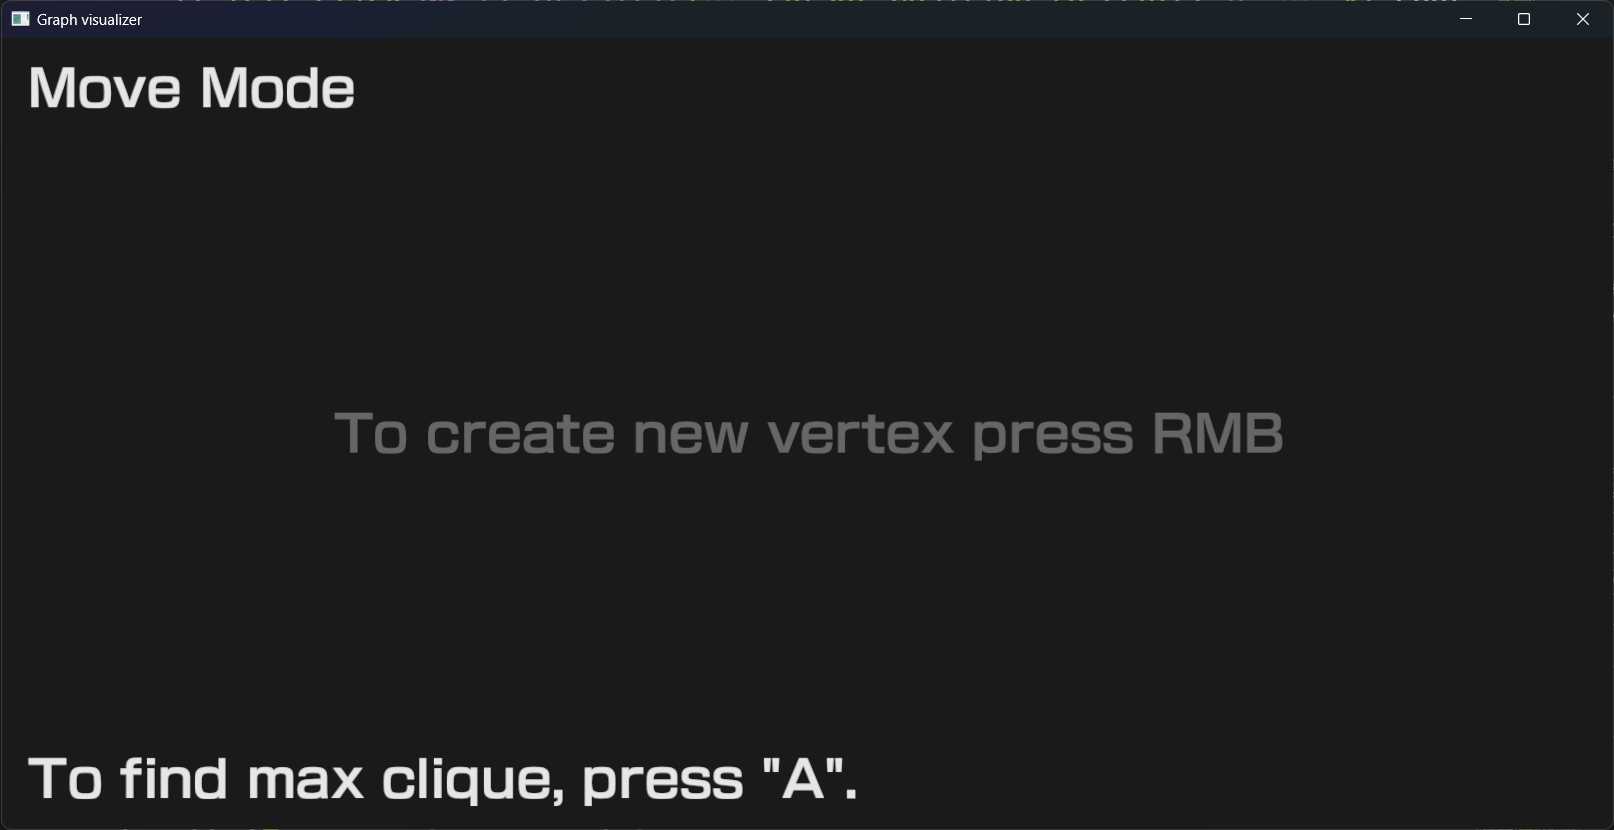 Graph visualizer
Move Mode
To create new vertex press RMB
To find max clique, press "A".